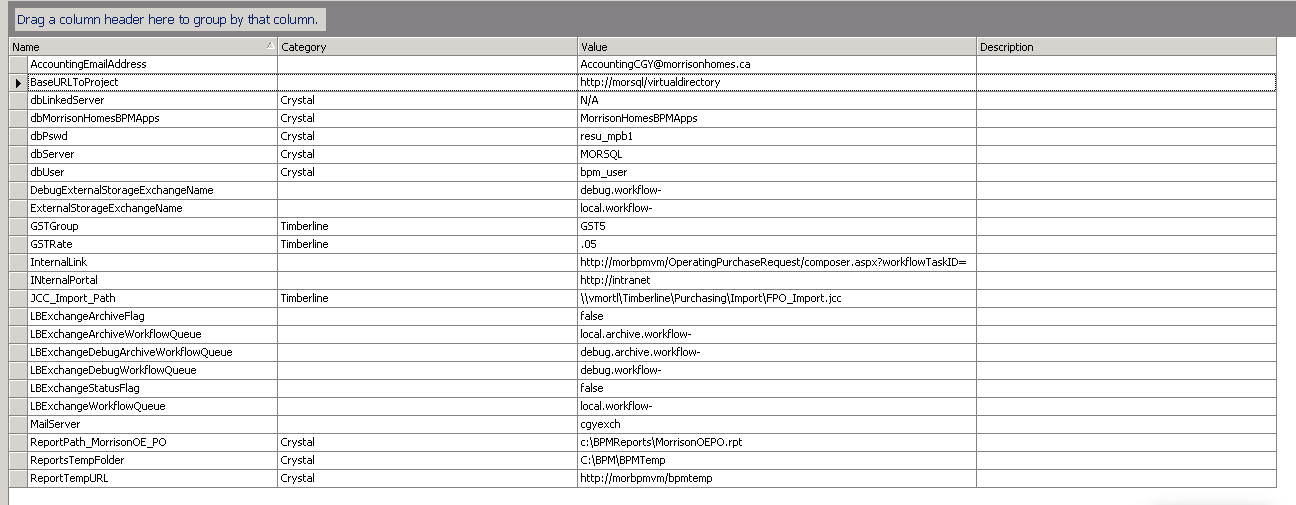 Drag a column header here to group by that column.
Name Category Value Description
AccountingEmailAddress AccountingCGY@morrisonhomes.ca
BaseURLToProject http://morsql/virtualdirectory
dbLinkedServer Crystal N/A
dbMorrisonHomesBPMApps Crystal MorrisonHomesBPMApps
dbPswd Crystal resu_mpb1
dbServer Crystal MORSQL
dbUser Crystal bpm_user
DebugExternalStorageExchangeName debug.workflow-
ExternalStorageExchangeName local.workflow-
GSTGroup Timberline GST5
GSTRate Timberline .05
InternalLink http://morbpmvm/OperatingPurchaseRequest/composer.aspx?workflowTaskID=
INternalPortal http://intranet
JCC_Import_Path Timberline \\vmortl\Timberline\Purchasing\Import\FPO_Import.jcc
LBExchangeArchiveFlag false
LBExchangeArchiveWorkflowQueue local.archive.workflow-
LBExchangeDebugArchiveWorkflowQueue debug.archive.workflow-
LBExchangeDebugWorkflowQueue debug.workflow-
LBExchangeStatusFlag false
LBExchangeWorkflowQueue local.workflow-
MailServer cgyexch
ReportPath_MorrisonOE_PO Crystal c:\BPMReports\MorrisonOEPO.rpt
ReportsTempFolder Crystal C:\BPM\BPMTemp
ReportTempURL Crystal http://morbpmvm/bpmtemp